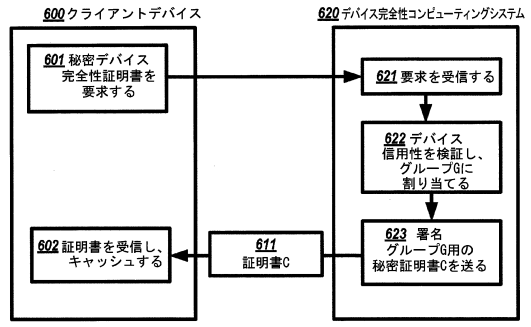 600 クライアントデバイス
601 秘密デバイス
完全性証明書を
要求する
602 証明書を受信し、
キャッシュする
611
証明書C
620 デバイス完全性コンピューティングシステム
621 要求を受信する
622 デバイス
信用性を検証し、
グループGに
割り当てる
623 署名
グループG用の
秘密証明書Cを送る